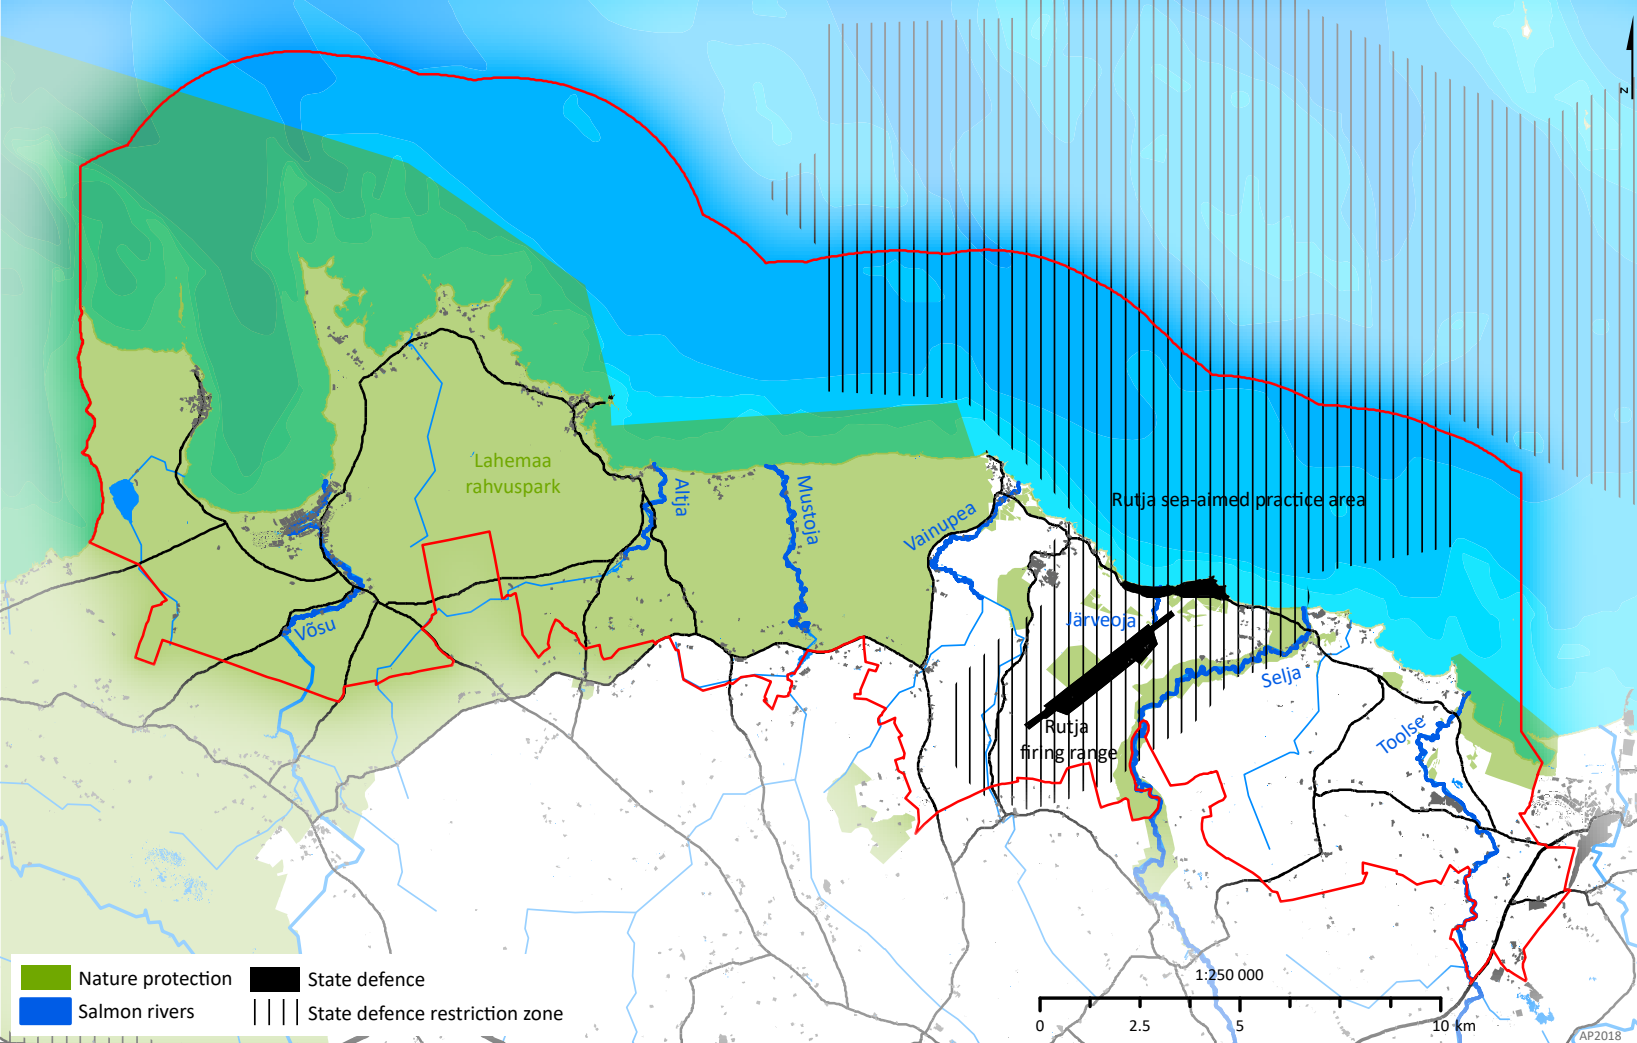 z
Lahemaa
rahvuspark
Altja
Mustoja
Vainupea
Rutja sea-aimed practice area
Võsu
Järveoja
Selja
Rutja
firing range
Toolse
Nature protection
State defence
Salmon rivers
State defence restriction zone
1:250 000
0 2.5 5 10 km
AP2018